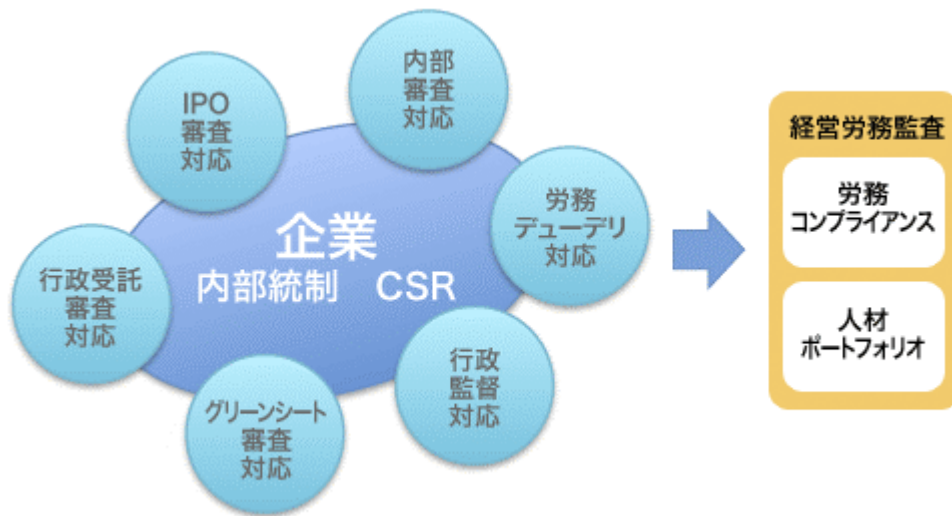 IPO
審査
対応
内部
審査
対応
労務
デューデリ
対応
行政
監督
対応
グリーンシート
審査
対応
行政受託
審査
対応
企業
内部統制 CSR
経営労務監査
労務
コンプライアンス
人材
ポートフォリオ